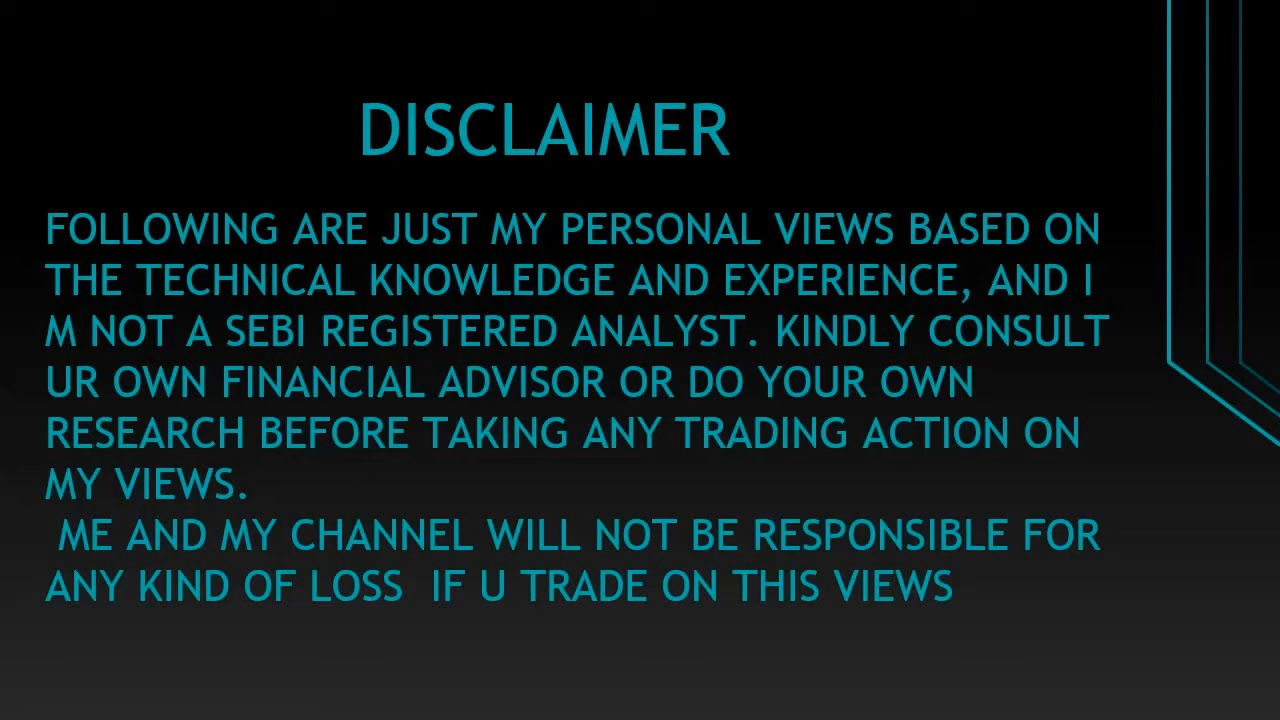 DISCLAIMER
FOLLOWING ARE JUST MY PERSONAL VIEWS BASED ON
THE TECHNICAL KNOWLEDGE AND EXPERIENCE, AND I
M NOT A SEBI REGISTERED ANALYST. KINDLY CONSULT
UR OWN FINANCIAL ADVISOR OR DO YOUR OWN
RESEARCH BEFORE TAKING ANY TRADING ACTION ON
MY VIEWS.
ME AND MY CHANNEL WILL NOT BE RESPONSIBLE FOR
ANY KIND OF LOSS  IF U TRADE ON THIS VIEWS